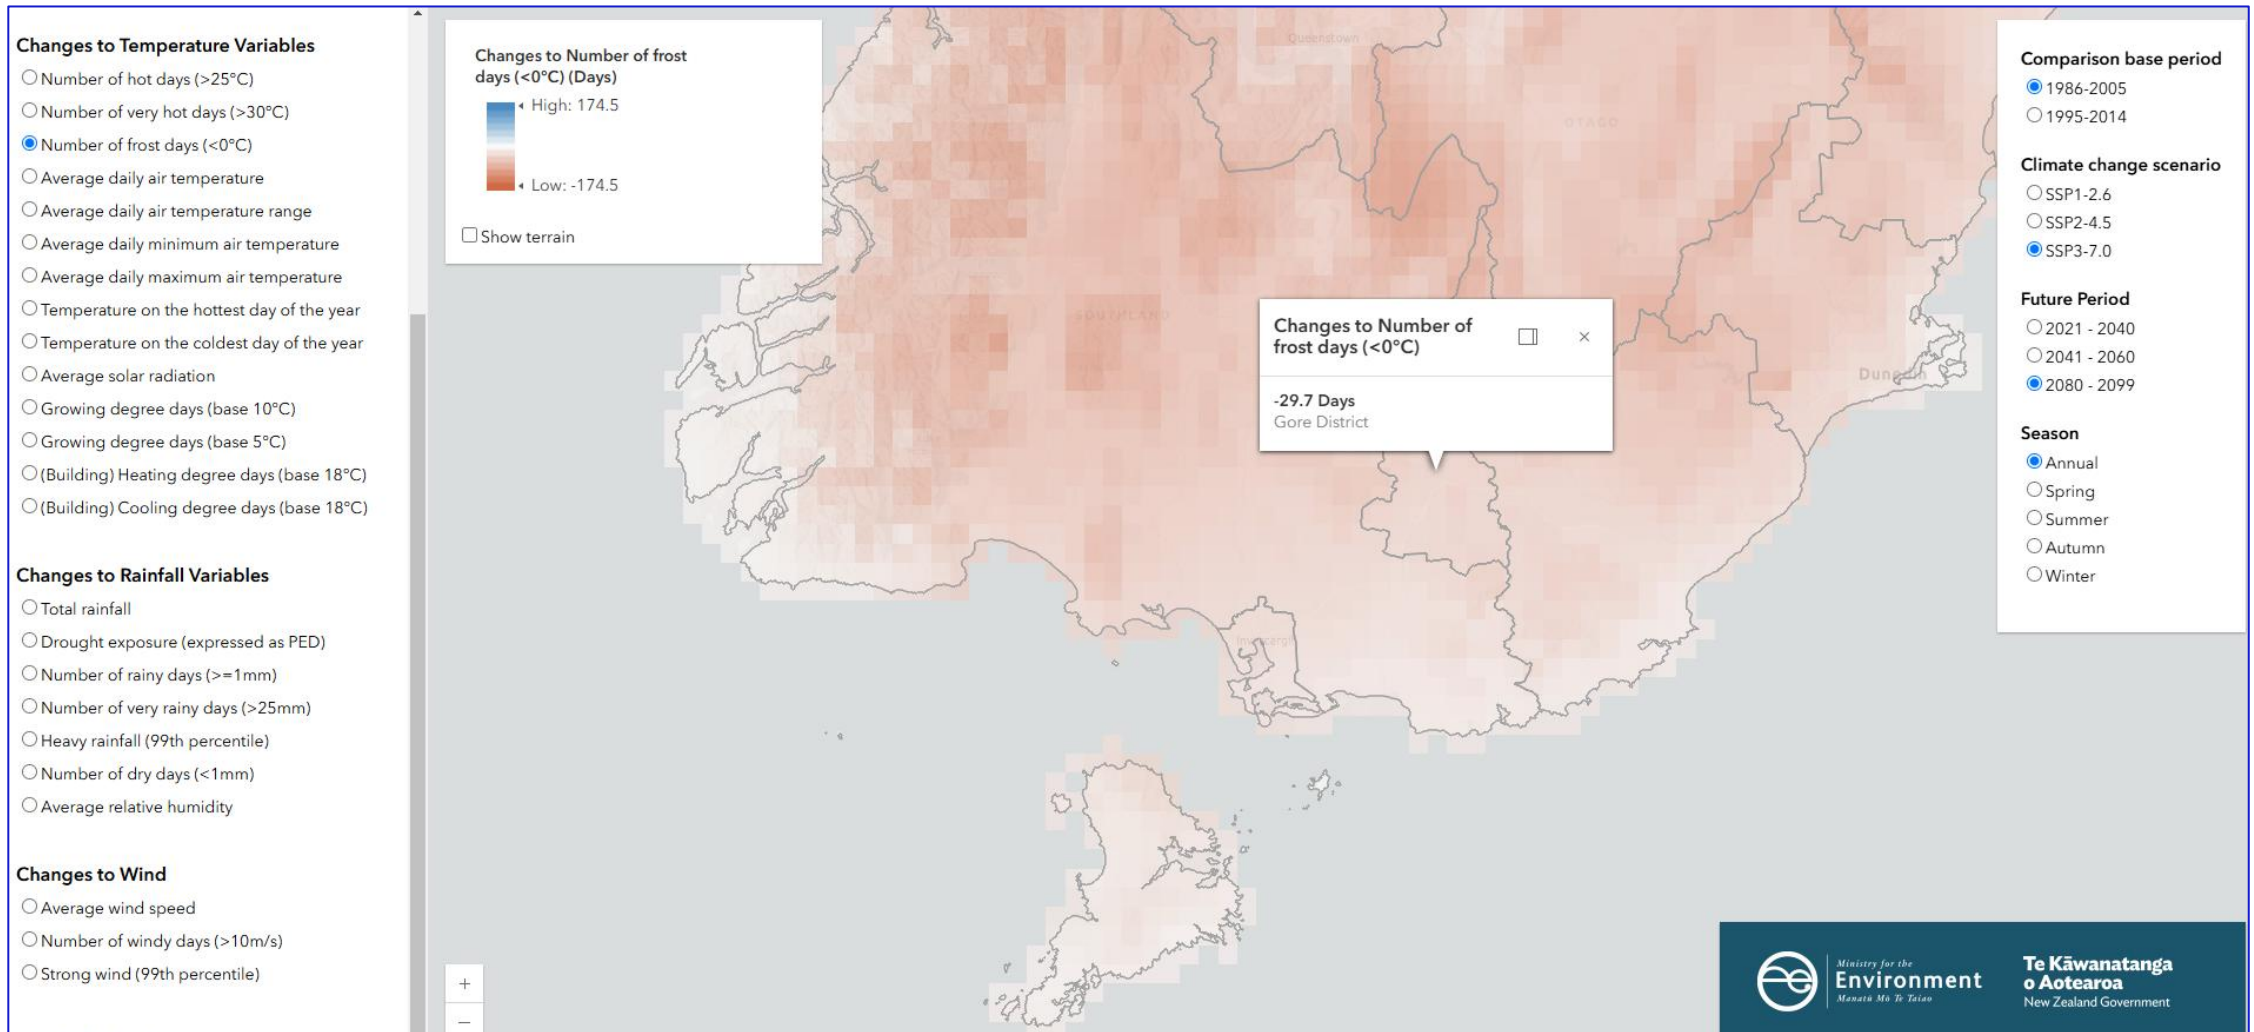 Changes to Temperature Variables
Number of hot days (>25°C)
Number of very hot days (>30°C)
Number of frost days (<0°C)
Average daily air temperature
Average daily air temperature range
Average daily minimum air temperature
Average daily maximum air temperature
Temperature on the hottest day of the year
Temperature on the coldest day of the year
Average solar radiation
Growing degree days (base 10°C)
Growing degree days (base 5°C)
(Building) Heating degree days (base 18°C)
(Building) Cooling degree days (base 18°C)
Changes to Rainfall Variables
Total rainfall
Drought exposure (expressed as PED)
Number of rainy days (>=1mm)
Number of very rainy days (>25mm)
Heavy rainfall (99th percentile)
Number of dry days (<1mm)
Average relative humidity
Changes to Wind
Average wind speed
Number of windy days (>10m/s)
Strong wind (99th percentile)
Changes to Number of frost
days (<0°C) (Days)
High: 174.5
Low: -174.5
Show terrain
Queenstown
OTAGO
SOUTHLAND
Changes to Number of
frost days (<0°C)
-29.7 Days
Gore District
Dunedin
Invercargill
+
−
Comparison base period
1986-2005
1995-2014
Climate change scenario
SSP1-2.6
SSP2-4.5
SSP3-7.0
Future Period
2021 - 2040
2041 - 2060
2080 - 2099
Season
Annual
Spring
Summer
Autumn
Winter
Ministry for the
Environment
Manatū Mō Te Taiao
Te Kāwanatanga
o Aotearoa
New Zealand Government